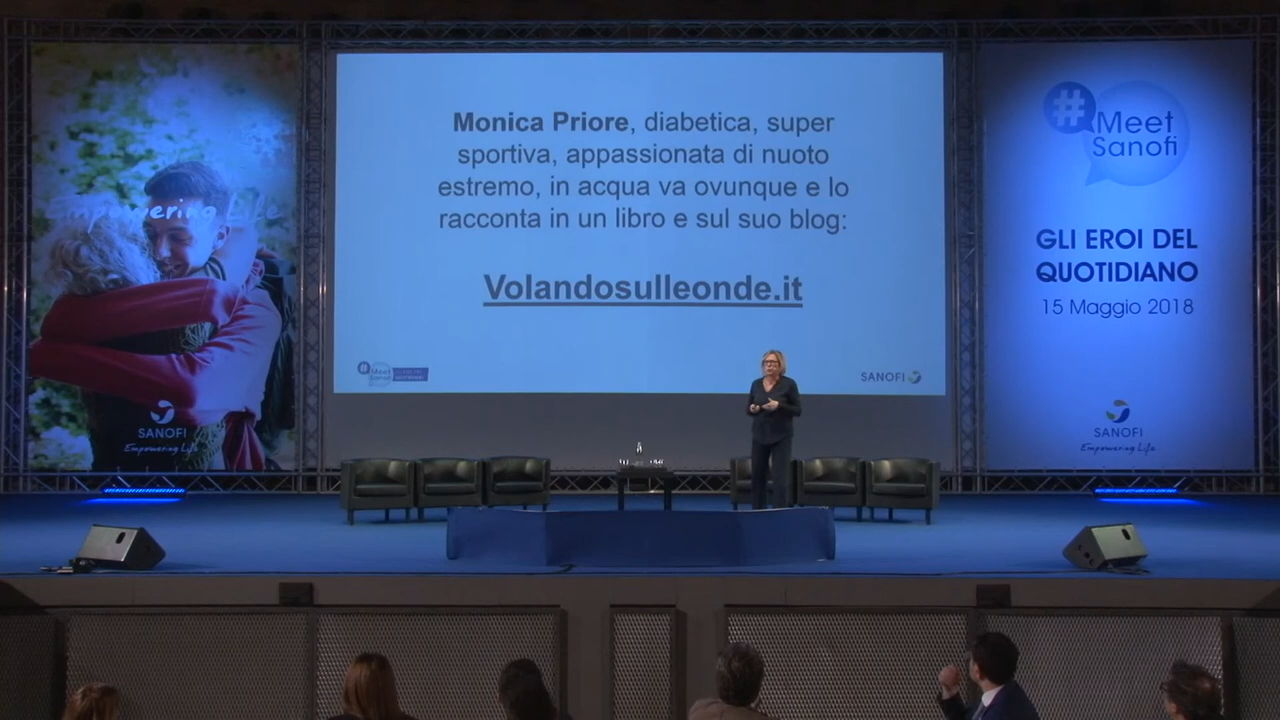 Empowering Life
SANOFI
Empowering Life
Monica Priore, diabetica, super
sportiva, appassionata di nuoto
estremo, in acqua va ovunque e lo
racconta in un libro e sul suo blog:
Volandosulleonde.it
#Meet
Sanofi
SANOFI
#Meet
Sanofi
GLI EROI DEL
QUOTIDIANO
15 Maggio 2018
SANOFI
Empowering Life